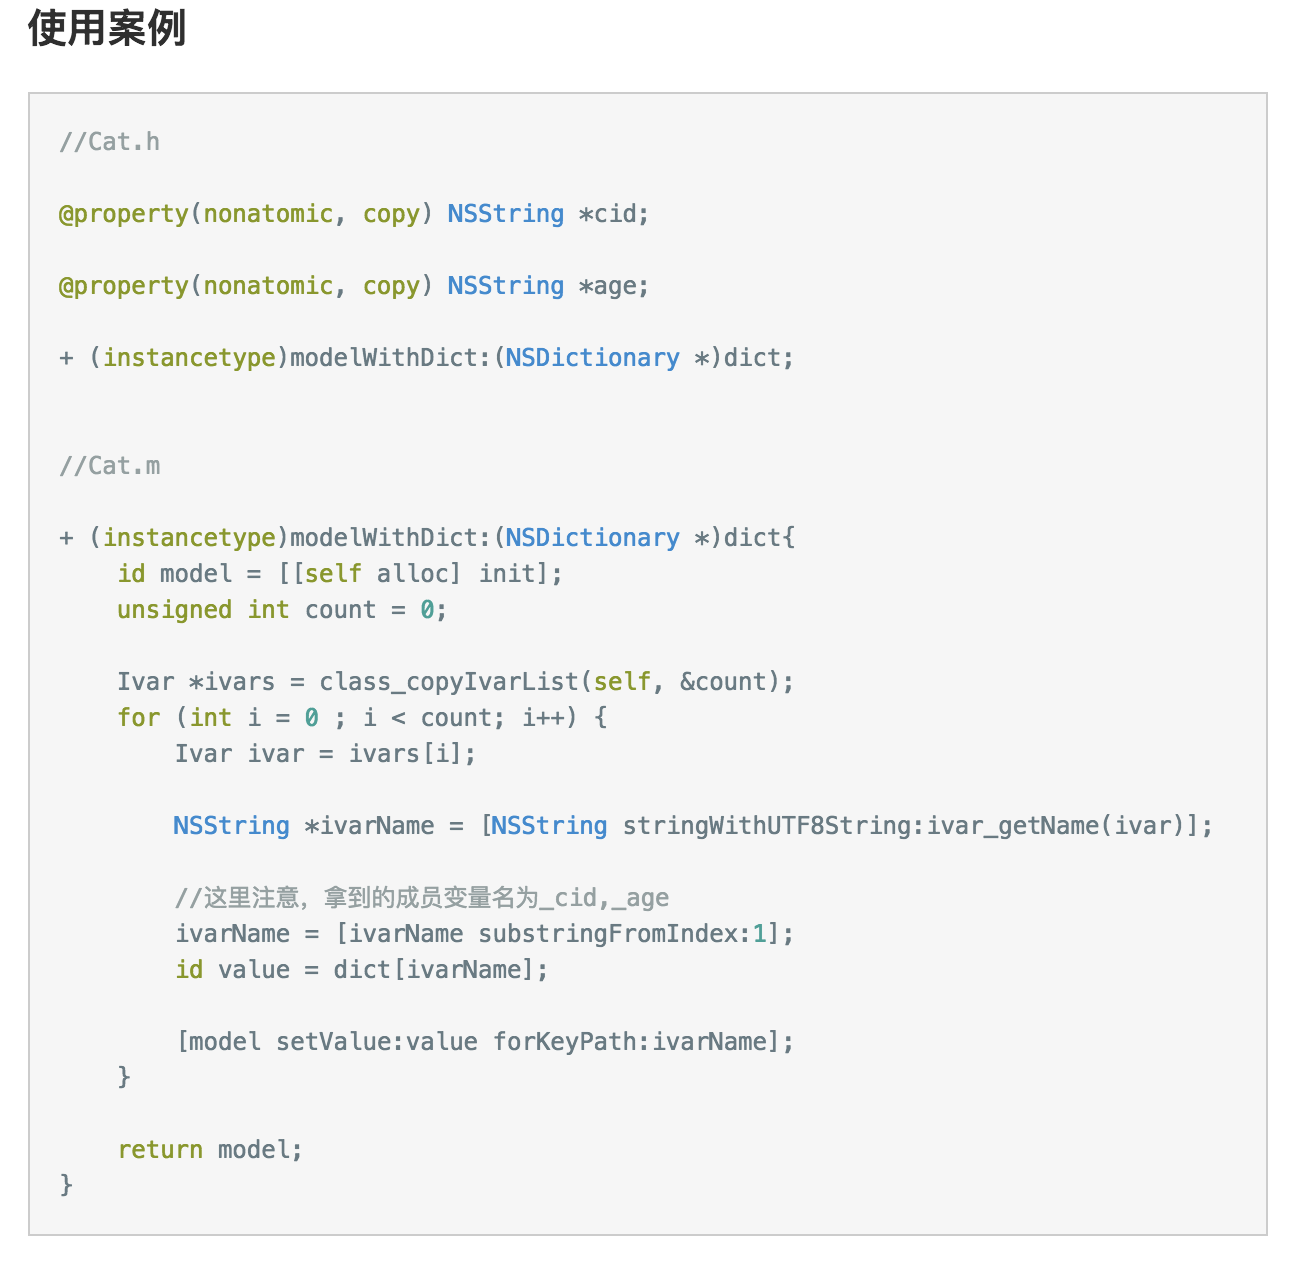 使用案例
//Cat.h
@property(nonatomic, copy) NSString *cid;
@property(nonatomic, copy) NSString *age;
+ (instancetype)modelWithDict:(NSDictionary *)dict;
//Cat.m
+ (instancetype)modelWithDict:(NSDictionary *)dict{
    id model = [[self alloc] init];
    unsigned int count = 0;
    Ivar *ivars = class_copyIvarList(self, &count);
    for (int i = 0 ; i < count; i++) {
        Ivar ivar = ivars[i];
        NSString *ivarName = [NSString stringWithUTF8String:ivar_getName(ivar)];
        //这里注意，拿到的成员变量名为_cid,_age
        ivarName = [ivarName substringFromIndex:1];
        id value = dict[ivarName];
        [model setValue:value forKeyPath:ivarName];
    }
    return model;
}